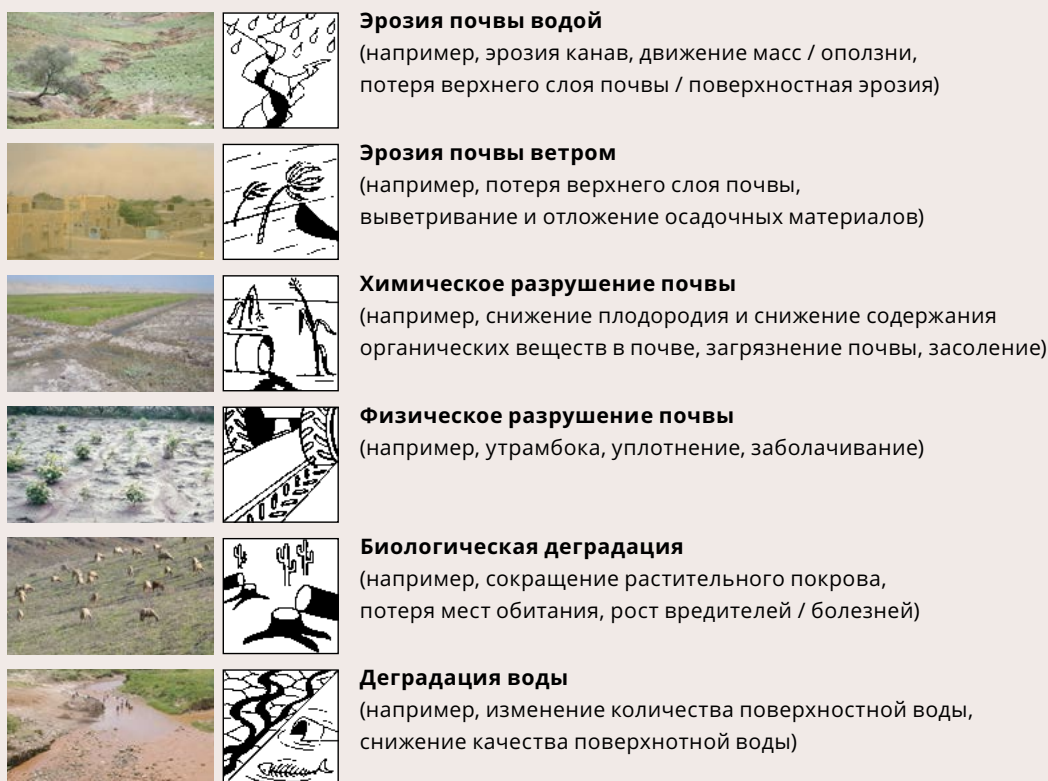 Эрозия почвы водой
(например, эрозия канав, движение масс / оползни,
потеря верхнего слоя почвы / поверхностная эрозия)
Эрозия почвы ветром
(например, потеря верхнего слоя почвы,
выветривание и отложение осадочных материалов)
Химическое разрушение почвы
(например, снижение плодородия и снижение содержания
органических веществ в почве, загрязнение почвы, засоление)
Физическое разрушение почвы
(например, утрамбока, уплотнение, заболачивание)
Биологическая деградация
(например, сокращение растительного покрова,
потеря мест обитания, рост вредителей / болезней)
Деградация воды
(например, изменение количества поверхностной воды,
снижение качества поверхнотной воды)